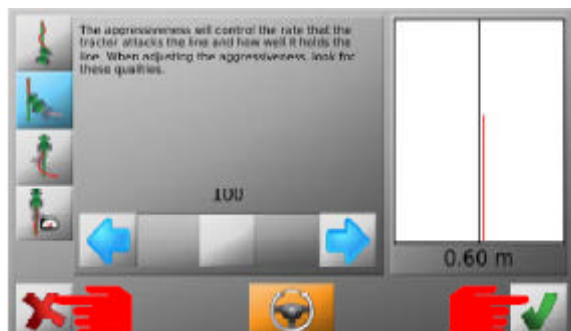 The aggressiveness will control the rate that the
tractor attacks the line and how well it holds the
line. When adjusting the aggressiveness, look for
these qualities.
100
0.60 m